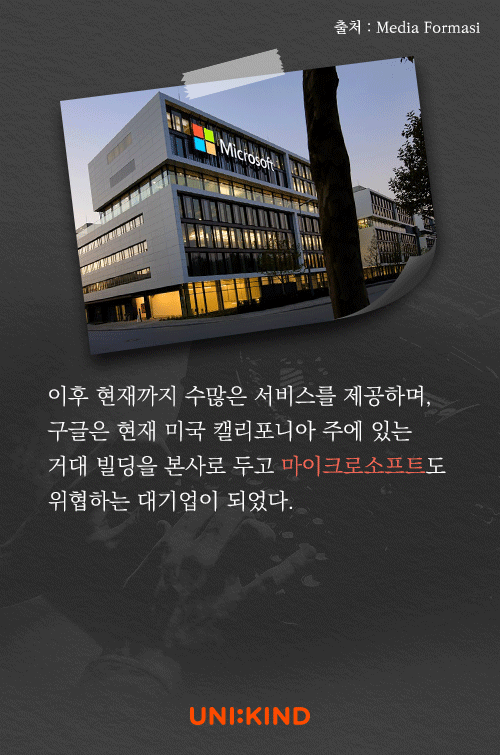 출처 : Media Formasi
Microsoft
이후 현재까지 수많은 서비스를 제공하며,
구글은 현재 미국 캘리포니아 주에 있는
거대 빌딩을 본사로 두고 마이크로소프트도
위협하는 대기업이 되었다.
UNI:KIND